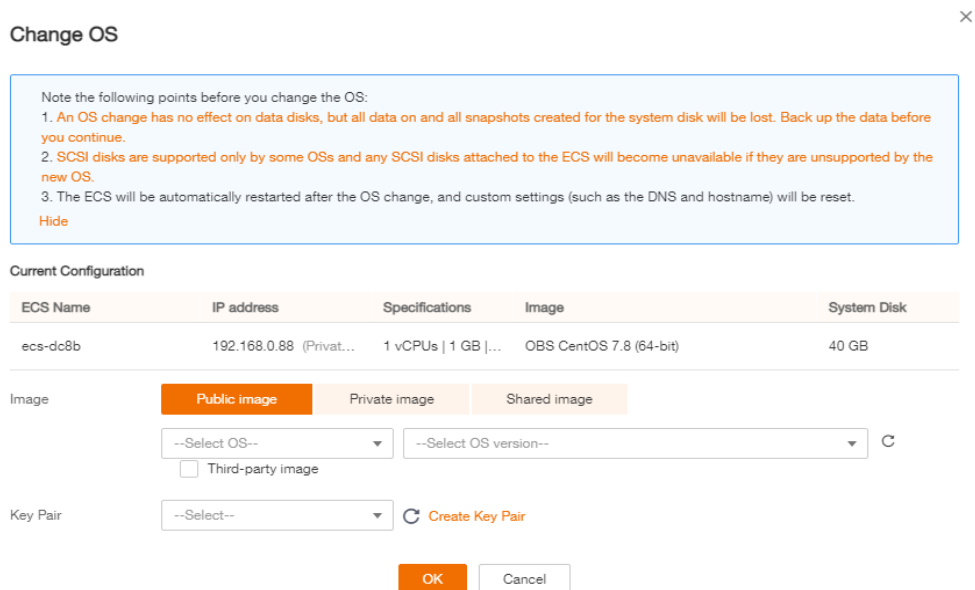 Change OS
Note the following points before you change the OS:
1. An OS change has no effect on data disks, but all data on and all snapshots created for the system disk will be lost. Back up the data before
you continue.
2. SCSI disks are supported only by some OSs and any SCSI disks attached to the ECS will become unavailable if they are unsupported by the
new OS.
3. The ECS will be automatically restarted after the OS change, and custom settings (such as the DNS and hostname) will be reset.
Hide
Current Configuration
ECS Name IP address Specifications Image System Disk
ecs-dc8b 192.168.0.88 (Privat... 1 vCPUs | 1 GB |... OBS CentOS 7.8 (64-bit) 40 GB
Image Public image Private image Shared image
--Select OS-- --Select OS version--
Third-party image
Key Pair --Select-- Create Key Pair
OK Cancel